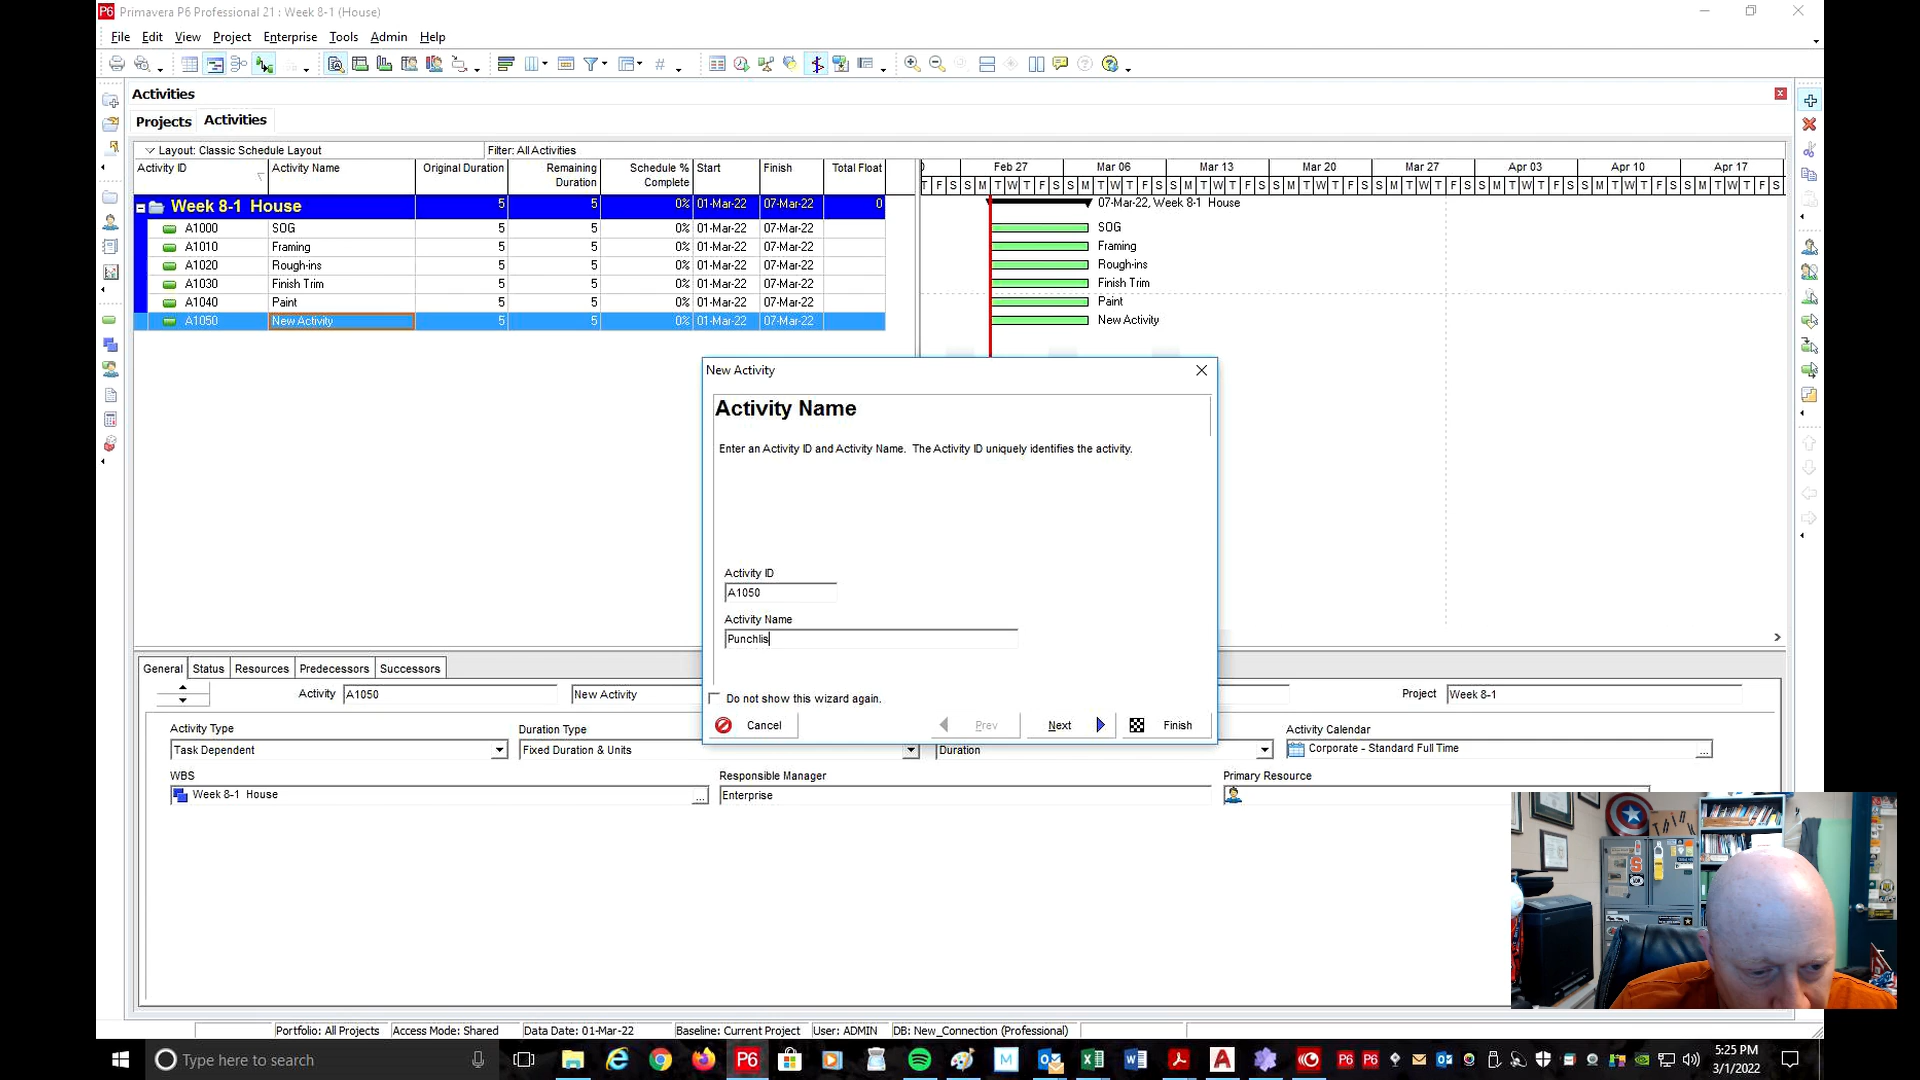 P6 Primavera P6 Professional 21 : Week 8-1 (House)
File Edit View Project Enterprise Tools Admin Help
Activities
Projects Activities
Layout: Classic Schedule Layout Filter: All Activities
Activity ID Activity Name Original Duration Remaining Duration Schedule % Complete Start Finish Total Float
Feb 27 Mar 06 Mar 13 Mar 20 Mar 27 Apr 03 Apr 10 Apr 17
T F S S M T W T F S S M T W T F S S M T W T F S S M T W T F S S M T W T F S S M T W T F S S M T W T F S S M T W T F S
Week 8-1 House 5 5 0% 01-Mar-22 07-Mar-22 0 07-Mar-22, Week 8-1 House
A1000 SOG 5 5 0% 01-Mar-22 07-Mar-22 SOG
A1010 Framing 5 5 0% 01-Mar-22 07-Mar-22 Framing
A1020 Rough-ins 5 5 0% 01-Mar-22 07-Mar-22 Rough-ins
A1030 Finish Trim 5 5 0% 01-Mar-22 07-Mar-22 Finish Trim
A1040 Paint 5 5 0% 01-Mar-22 07-Mar-22 Paint
A1050 New Activity 5 5 0% 01-Mar-22 07-Mar-22 New Activity
New Activity
Activity Name
Enter an Activity ID and Activity Name. The Activity ID uniquely identifies the activity.
Activity ID
A1050
Activity Name
Punchlis
Do not show this wizard again.
Cancel Prev Next Finish
General Status Resources Predecessors Successors
Activity A1050 New Activity Project Week 8-1
Activity Type Duration Type Activity Calendar
Task Dependent Fixed Duration & Units Duration Corporate - Standard Full Time
WBS Responsible Manager Primary Resource
Week 8-1 House Enterprise
THINK
Portfolio: All Projects Access Mode: Shared Data Date: 01-Mar-22 Baseline: Current Project User: ADMIN DB: New_Connection (Professional)
Type here to search
5:25 PM
3/1/2022